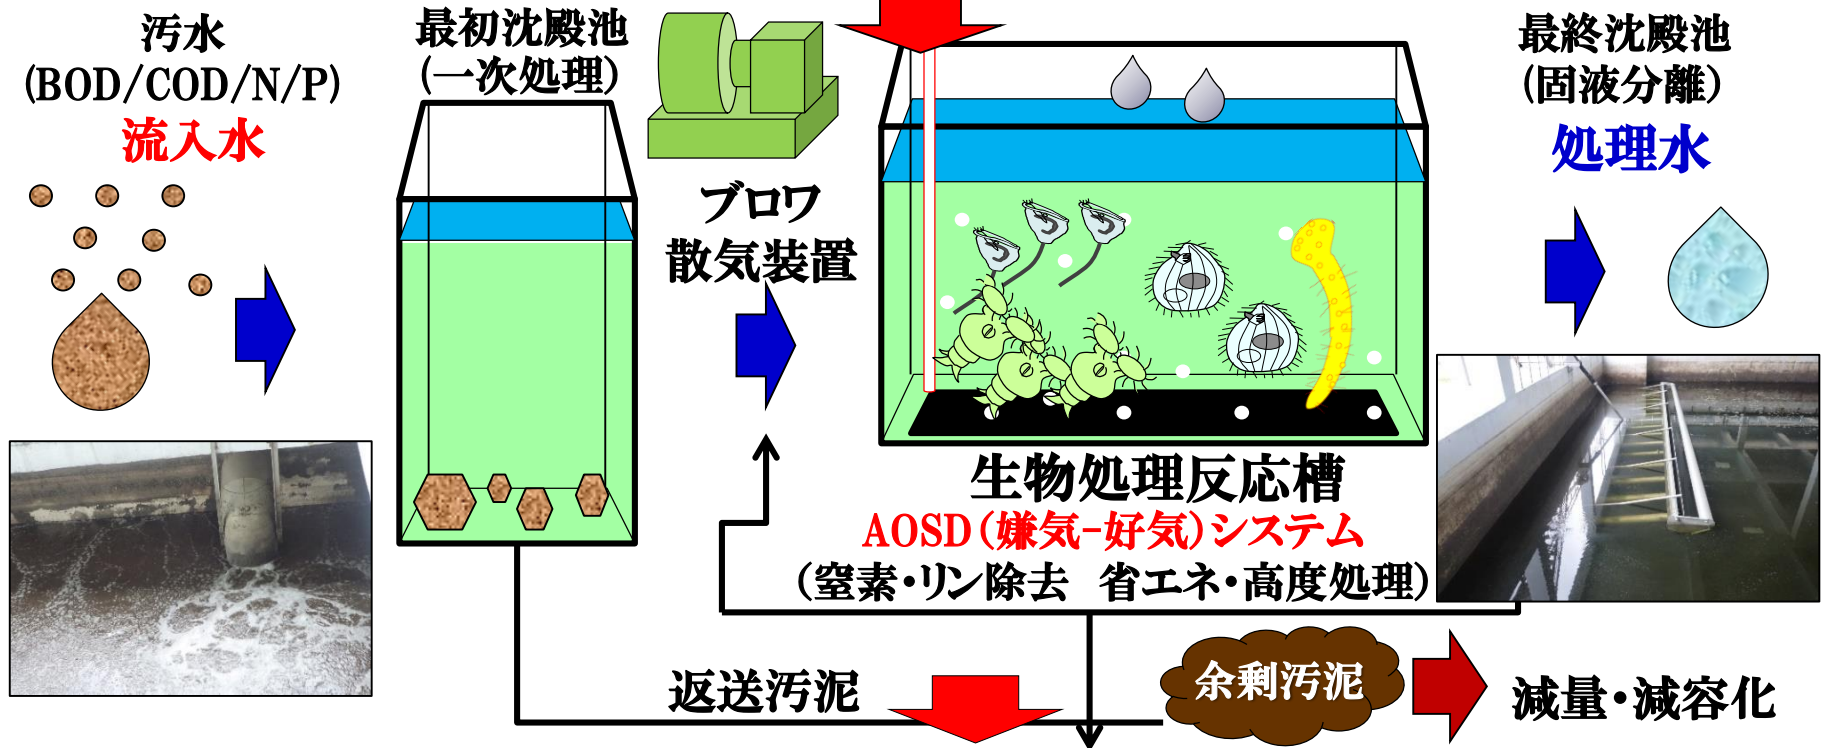 汚水
(BOD/COD/N/P)
流入水
最初沈殿池
(一次処理)
ブロワ
散気装置
最終沈殿池
(固液分離)
処理水
生物処理反応槽
AOSD(嫌気-好気)システム
(窒素・リン除去　省エネ・高度処理)
返送汚泥
余剰汚泥
減量・減容化